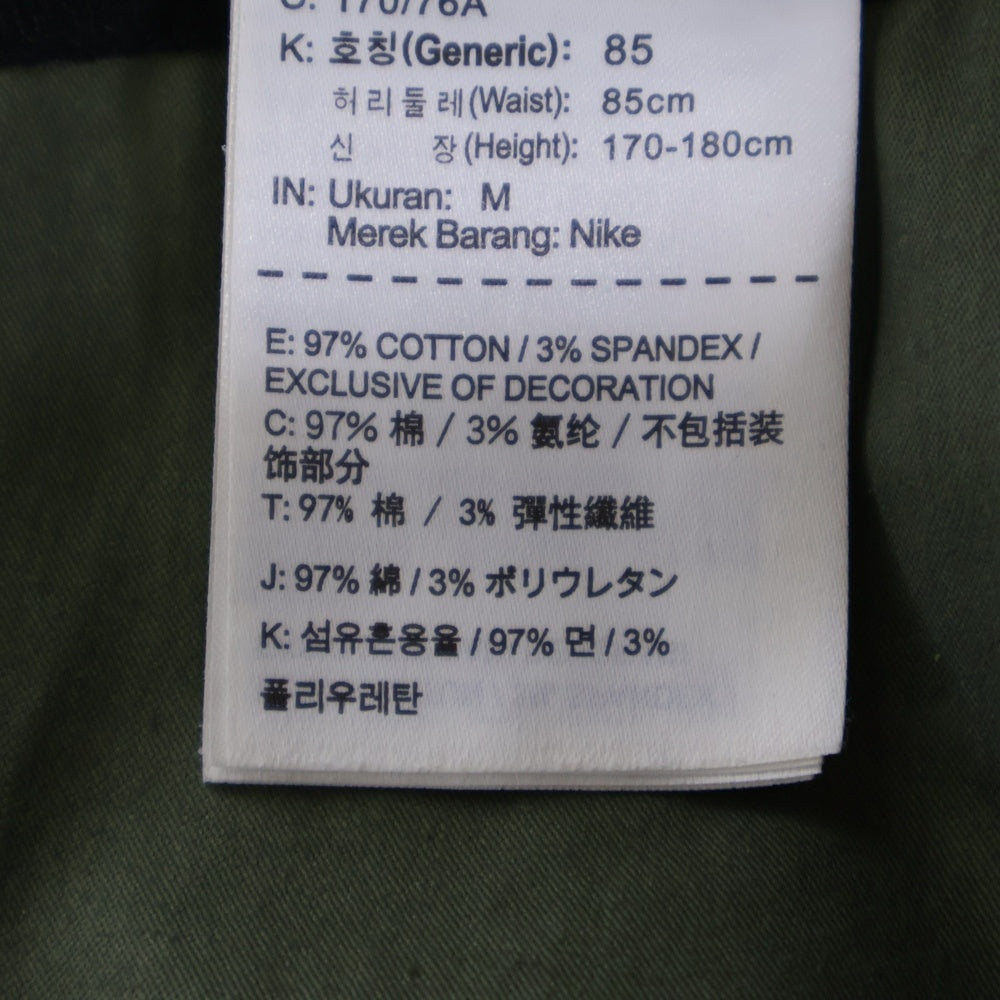 C: 170/76A
K: 호칭(Generic): 85
허리둘레(Waist): 85cm
신 장(Height): 170-180cm
IN: Ukuran: M
Merek Barang: Nike
E: 97% COTTON / 3% SPANDEX /
EXCLUSIVE OF DECORATION
C: 97% 棉 / 3% 氨纶 / 不包括装
饰部分
T: 97% 棉 / 3% 彈性纖維
J: 97% 綿 / 3% ポリウレタン
K: 섬유혼용율 / 97% 면 / 3%
폴리우레탄